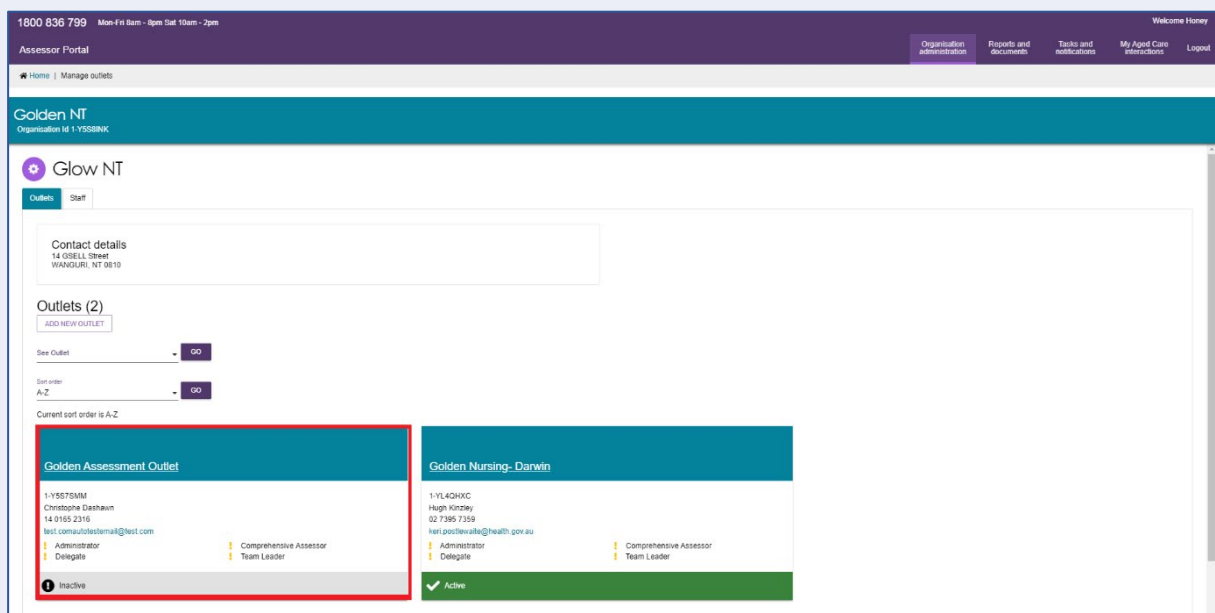 1800 836 799 Mon-Fri 8am - 8pm Sat 10am - 2pm
Welcome Honey
Assessor Portal
Organisation administration
Reports and documents
Tasks and notifications
My Aged Care interactions
Logout
Home | Manage outlets
Golden NT
Organisation Id 1-Y5S8INK
Glow NT
Outlets Staff
Contact details
14 GSELL Street
WANGURI, NT 0810
Outlets (2)
ADD NEW OUTLET
See Outlet GO
Sort order
A-Z GO
Current sort order is A-Z
Golden Assessment Outlet
1-Y5S7SMM
Christophe Dashawn
14 0165 2316
test.comautotestemail@test.com
! Administrator ! Comprehensive Assessor
! Delegate ! Team Leader
! Inactive
Golden Nursing- Darwin
1-YL4QHXC
Hugh Kinzley
02 7395 7359
keri.postlewaite@health.gov.au
! Administrator ! Comprehensive Assessor
! Delegate ! Team Leader
Active